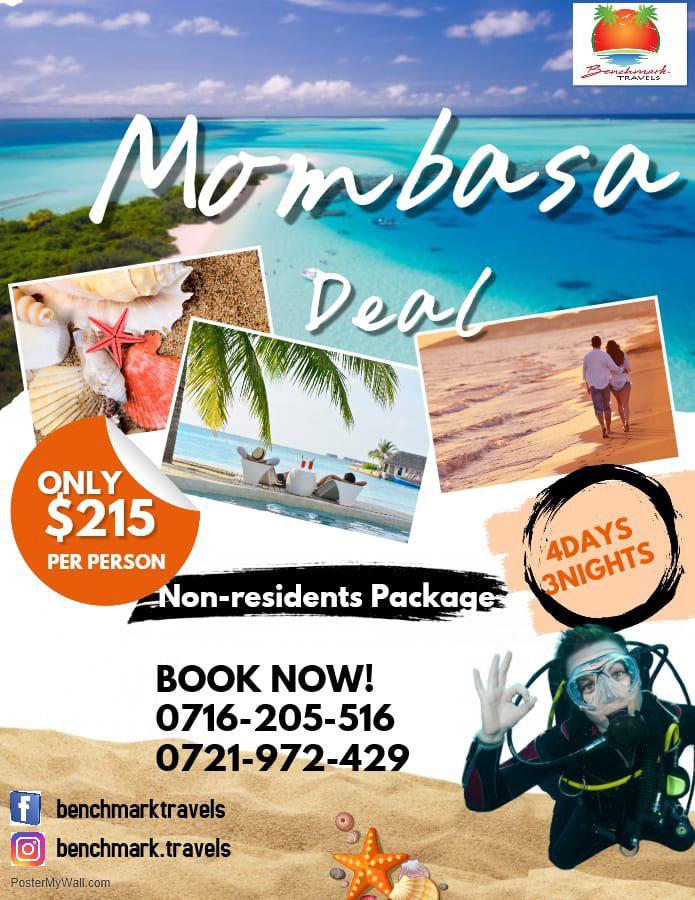 Benchmark
TRAVELS
Mombasa
Deal
ONLY
$215
PER PERSON
4DAYS
3NIGHTS
Non-residents Package
BOOK NOW!
0716-205-516
0721-972-429
benchmarktravels
benchmark.travels
PosterMyWall.com